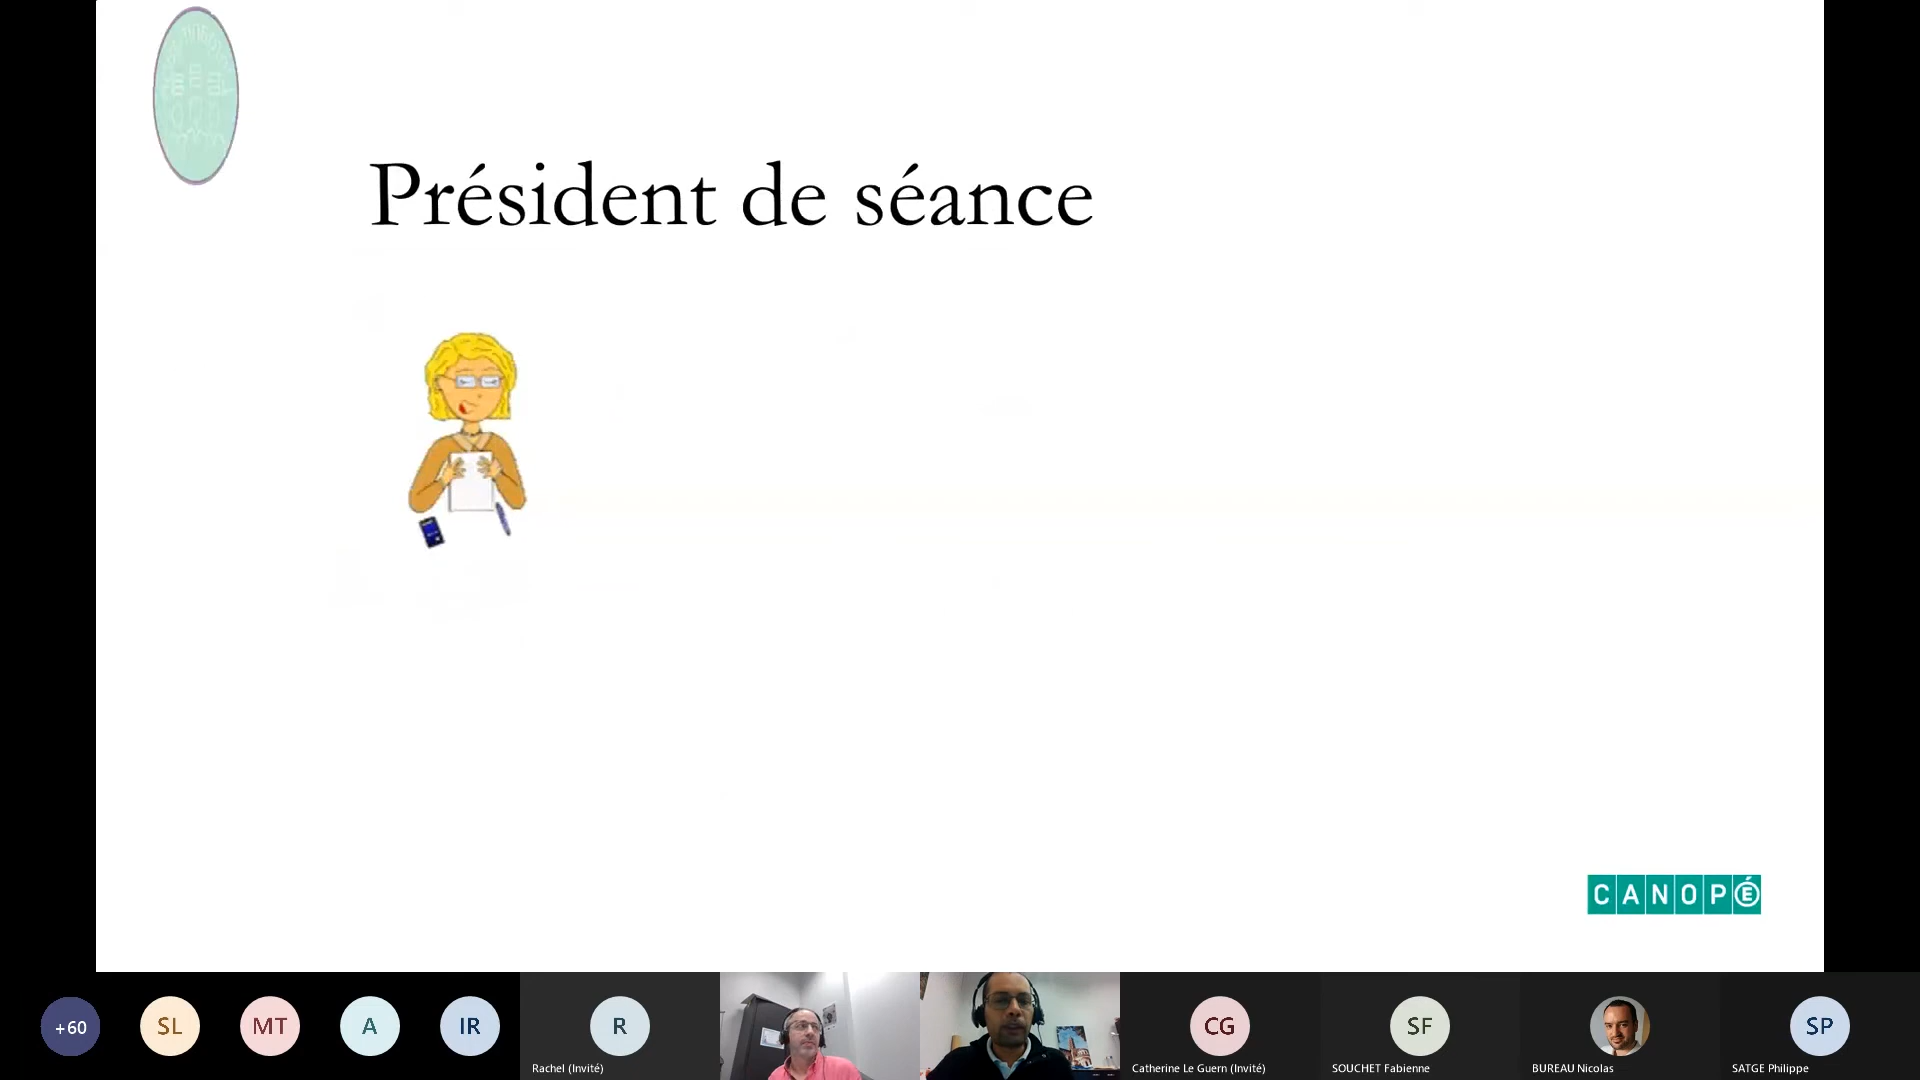 Président de séance
CANOPÉ
+60
SL
MT
A
IR
R
CG
SF
SP
Rachel (Invité)
Catherine Le Guern (Invité)
SOUCHET Fabienne
BUREAU Nicolas
SATGE Philippe